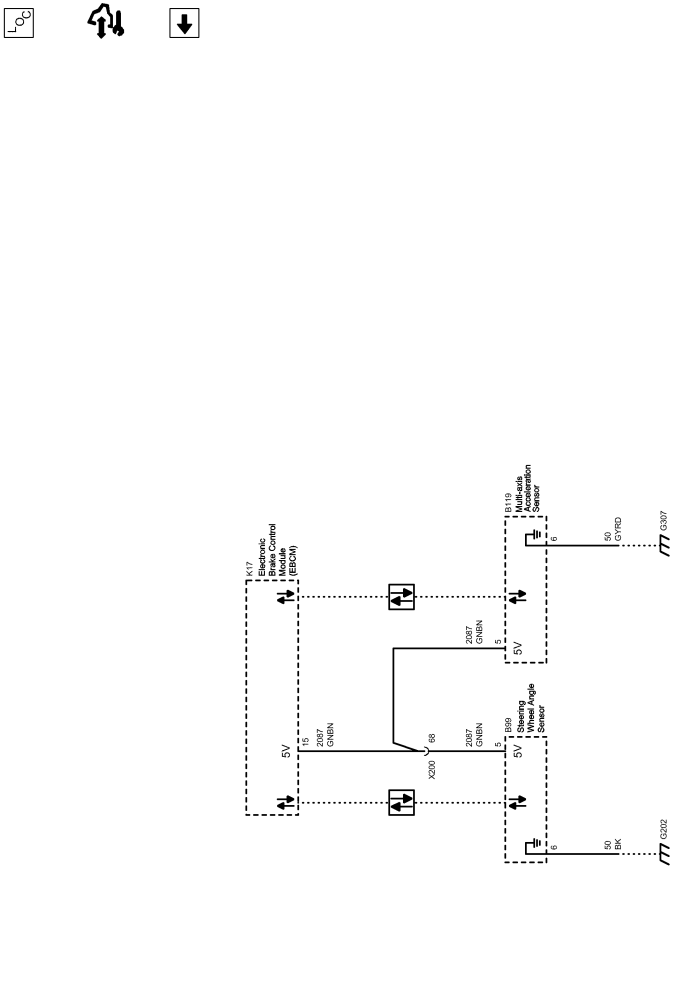 LOC
K17
Electronic
Brake Control
Module
(EBCM)
5V
15
2087
GNBN
X200
68
2087
GNBN
5
2087
GNBN
5
B99
Steering
Wheel Angle
Sensor
5V
6
50
BK
G202
B119
Multi-axis
Acceleration
Sensor
5V
6
50
GYRD
G307